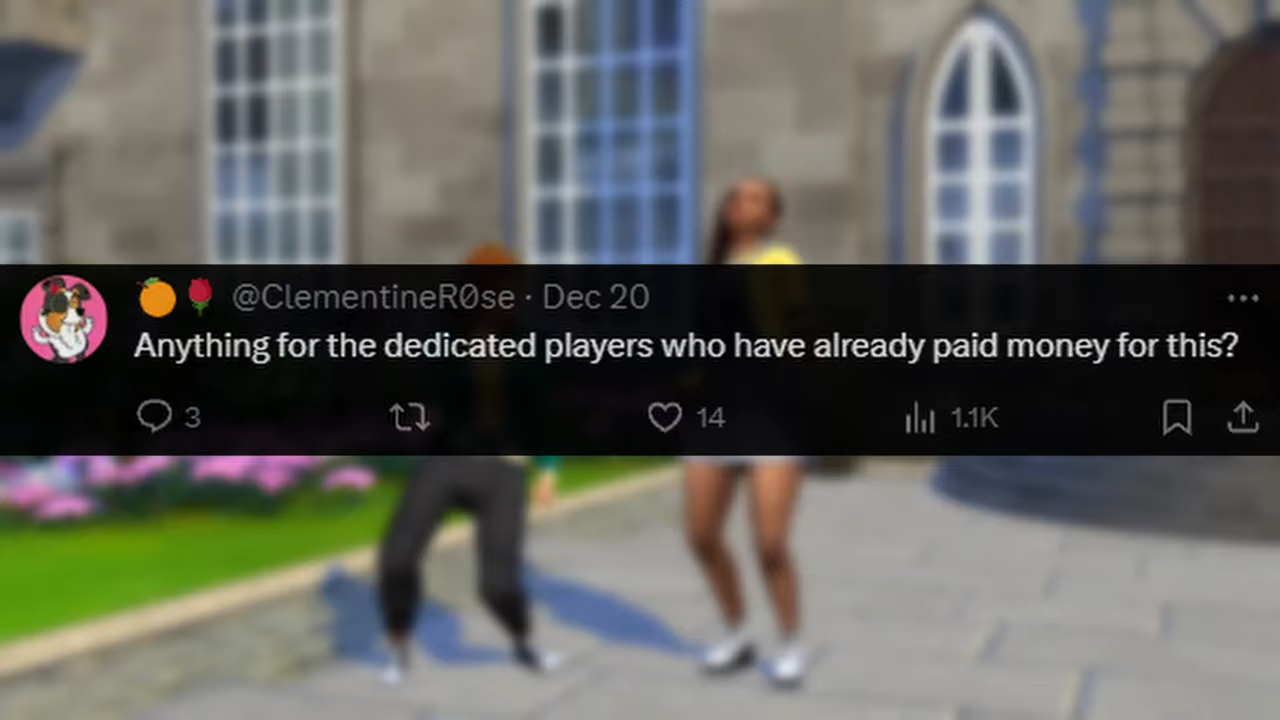 🍊🌹 @ClementineR0se · Dec 20
Anything for the dedicated players who have already paid money for this?
3 14 1.1K